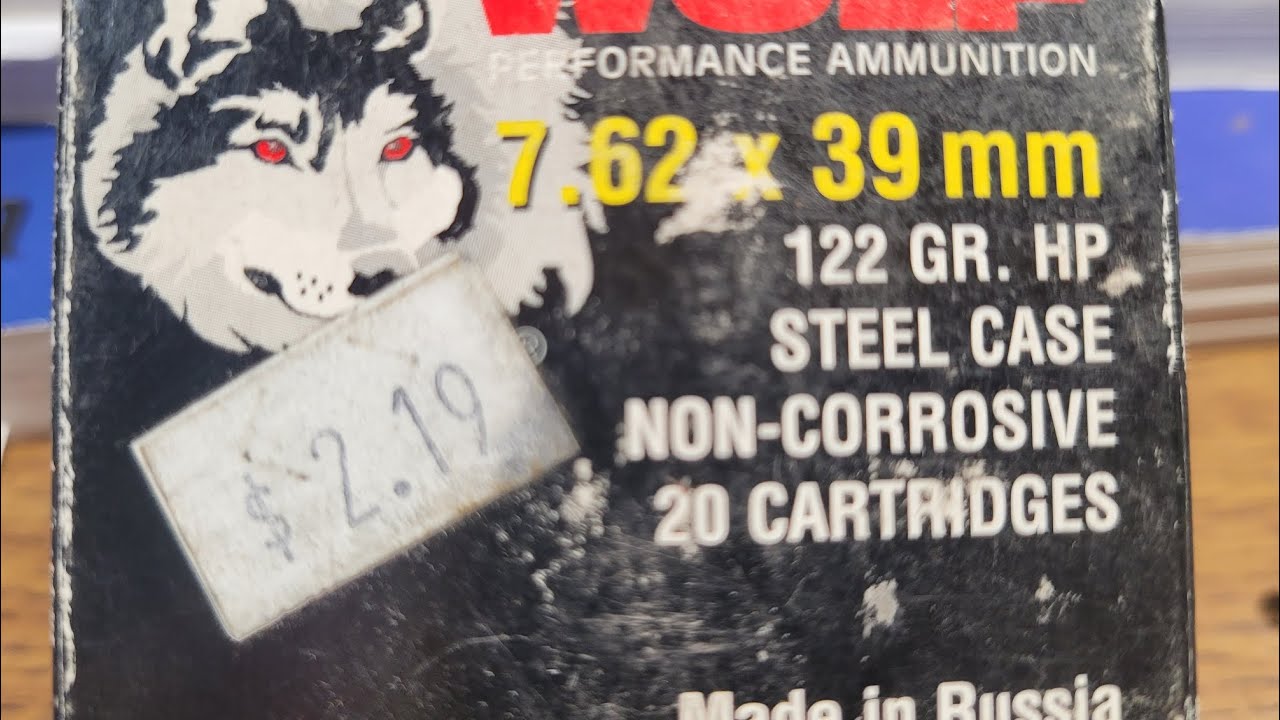 WOLF
PERFORMANCE AMMUNITION
7.62 x 39 mm
122 GR. HP
STEEL CASE
NON-CORROSIVE
20 CARTRIDGES
$ 2.19
®
Made in Russia